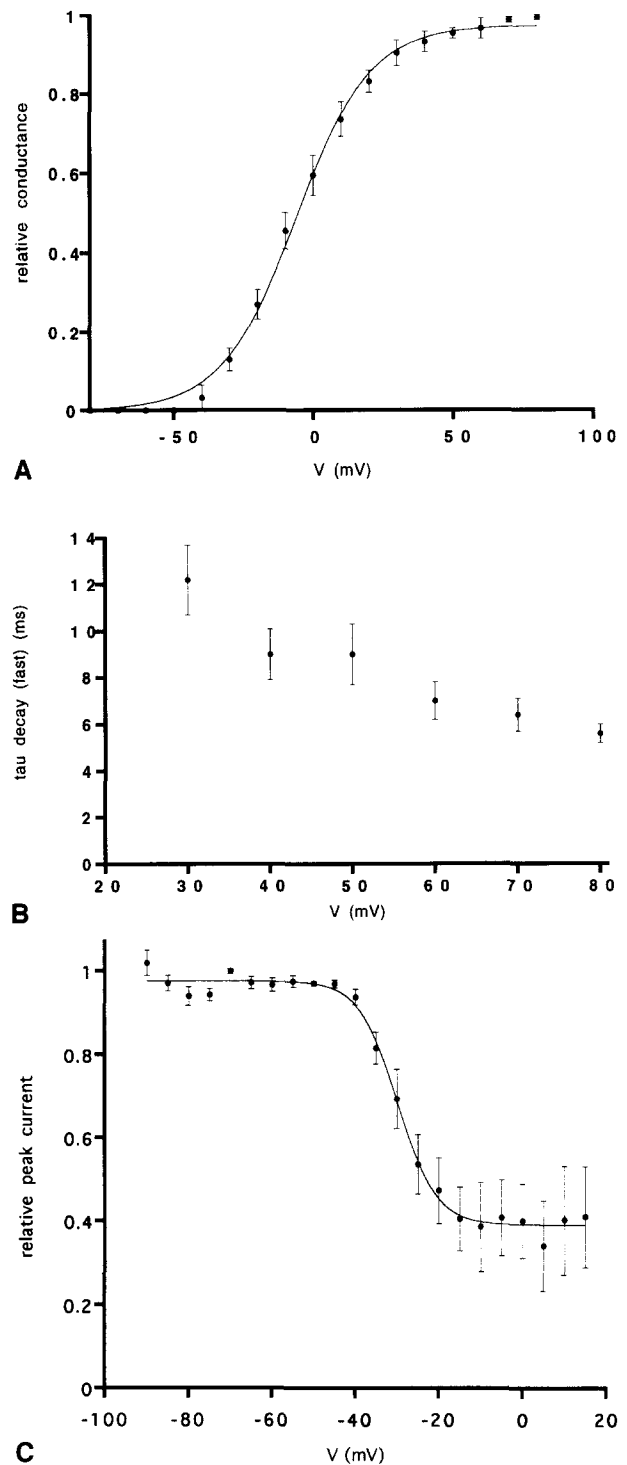 1
0.8
0.6
0.4
0.2
0
relative conductance
-50 0 50 100
V (mV)
A
14
12
10
8
6
4
2
0
tau decay (fast) (ms)
20 30 40 50 60 70 80
V (mV)
B
1
0.8
0.6
0.4
0.2
0
relative peak current
-100 -80 -60 -40 -20 0 20
V (mV)
C